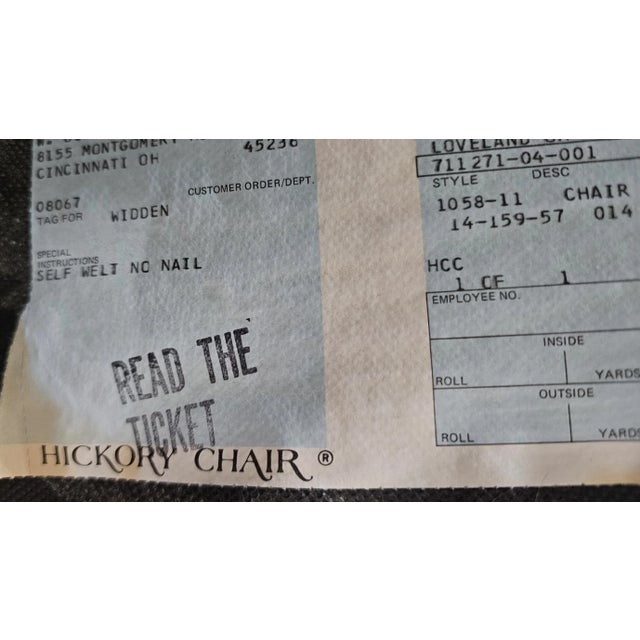 8155 MONTGOMERY
45236
CINCINNATI OH
CUSTOMER ORDER/DEPT.
08067
TAG FOR WIDDEN
SPECIAL
INSTRUCTIONS
SELF WELT NO NAIL
READ THE
TICKET
HICKORY CHAIR ®
LOVELAND
711271-04-001
STYLE DESC
1058-11 CHAIR
14-159-57 014
HCC
1 CF 1
EMPLOYEE NO.
INSIDE
ROLL YARDS
OUTSIDE
ROLL YARDS